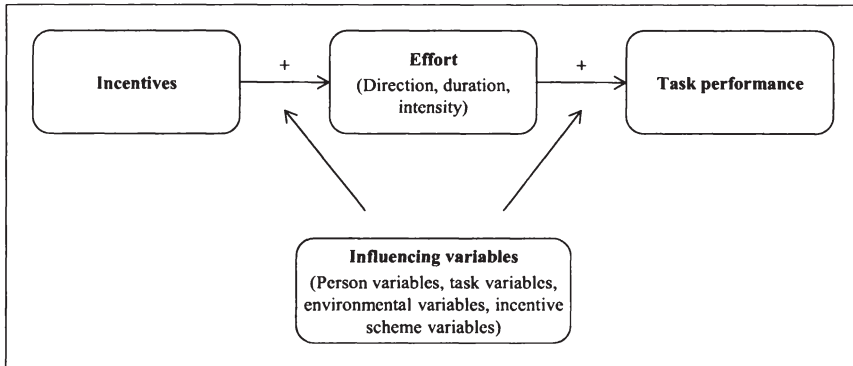 Incentives
+
Effort
(Direction, duration,
intensity)
+
Task performance
Influencing variables
(Person variables, task variables,
environmental variables, incentive
scheme variables)